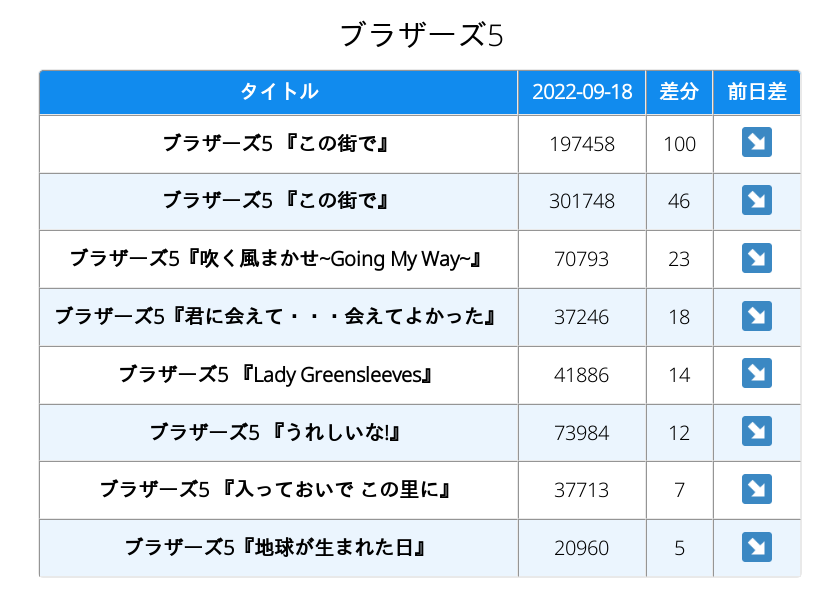 ブラザーズ5
タイトル 2022-09-18 差分 前日差
ブラザーズ5 『この街で』 197458 100 ↘
ブラザーズ5 『この街で』 301748 46 ↘
ブラザーズ5『吹く風まかせ~Going My Way~』 70793 23 ↘
ブラザーズ5『君に会えて・・・会えてよかった』 37246 18 ↘
ブラザーズ5 『Lady Greensleeves』 41886 14 ↘
ブラザーズ5 『うれしいな!』 73984 12 ↘
ブラザーズ5 『入っておいで この里に』 37713 7 ↘
ブラザーズ5『地球が生まれた日』 20960 5 ↘